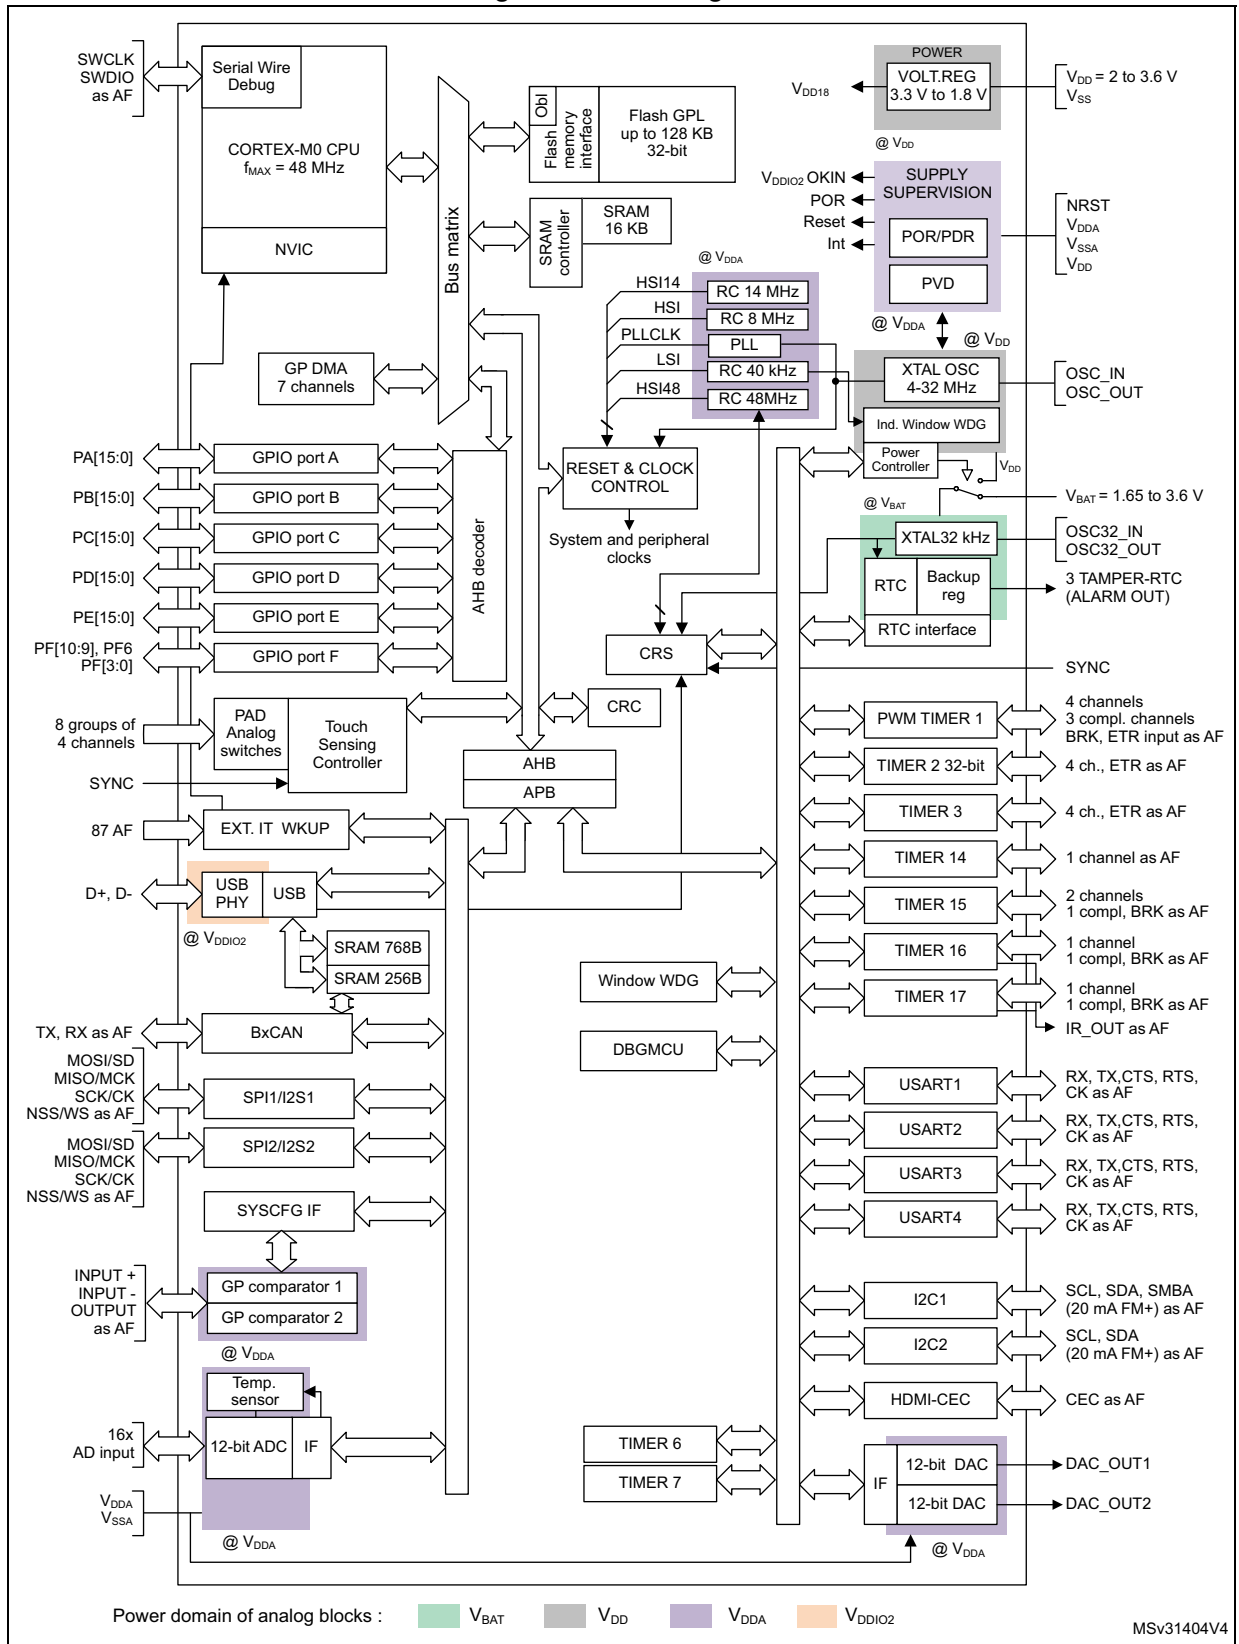 SWCLK
SWDIO
as AF
Serial Wire
Debug
CORTEX-M0 CPU
fMAX = 48 MHz
NVIC
Bus matrix
Obl
Flash
memory
interface
Flash GPL
up to 128 KB
32-bit
SRAM
controller
SRAM
16 KB
POWER
VOLT.REG
3.3 V to 1.8 V
VDD18
VDD = 2 to 3.6 V
VSS
@ VDD
SUPPLY
SUPERVISION
VDDIO2 OKIN
POR
Reset
Int
POR/PDR
PVD
NRST
VDDA
VSSA
VDD
@ VDDA
@ VDDA
@ VDD
HSI14
RC 14 MHz
HSI
RC 8 MHz
PLLCLK
PLL
LSI
RC 40 kHz
HSI48
RC 48MHz
XTAL OSC
4-32 MHz
OSC_IN
OSC_OUT
Ind. Window WDG
Power
Controller
VDD
VBAT = 1.65 to 3.6 V
@ VBAT
GP DMA
7 channels
RESET & CLOCK
CONTROL
System and peripheral
clocks
XTAL32 kHz
OSC32_IN
OSC32_OUT
RTC
Backup
reg
3 TAMPER-RTC
(ALARM OUT)
RTC interface
PA[15:0]
GPIO port A
PB[15:0]
GPIO port B
PC[15:0]
GPIO port C
PD[15:0]
GPIO port D
PE[15:0]
GPIO port E
PF[10:9], PF6
PF[3:0]
GPIO port F
AHB decoder
CRS
SYNC
8 groups of
4 channels
PAD
Analog
switches
Touch
Sensing
Controller
SYNC
CRC
AHB
APB
87 AF
EXT. IT WKUP
D+, D-
USB
PHY
USB
@ VDDIO2
SRAM 768B
SRAM 256B
TX, RX as AF
BxCAN
MOSI/SD
MISO/MCK
SCK/CK
NSS/WS as AF
SPI1/I2S1
MOSI/SD
MISO/MCK
SCK/CK
NSS/WS as AF
SPI2/I2S2
SYSCFG IF
INPUT +
INPUT -
OUTPUT
as AF
GP comparator 1
GP comparator 2
@ VDDA
Temp.
sensor
16x
AD input
12-bit ADC
IF
VDDA
VSSA
@ VDDA
Window WDG
DBGMCU
TIMER 6
TIMER 7
PWM TIMER 1
4 channels
3 compl. channels
BRK, ETR input as AF
TIMER 2 32-bit
4 ch., ETR as AF
TIMER 3
4 ch., ETR as AF
TIMER 14
1 channel as AF
TIMER 15
2 channels
1 compl, BRK as AF
TIMER 16
1 channel
1 compl, BRK as AF
TIMER 17
1 channel
1 compl, BRK as AF
IR_OUT as AF
USART1
RX, TX,CTS, RTS,
CK as AF
USART2
RX, TX,CTS, RTS,
CK as AF
USART3
RX, TX,CTS, RTS,
CK as AF
USART4
RX, TX,CTS, RTS,
CK as AF
I2C1
SCL, SDA, SMBA
(20 mA FM+) as AF
I2C2
SCL, SDA
(20 mA FM+) as AF
HDMI-CEC
CEC as AF
IF
12-bit DAC
DAC_OUT1
12-bit DAC
DAC_OUT2
@ VDDA
Power domain of analog blocks :
VBAT
VDD
VDDA
VDDIO2
MSv31404V4